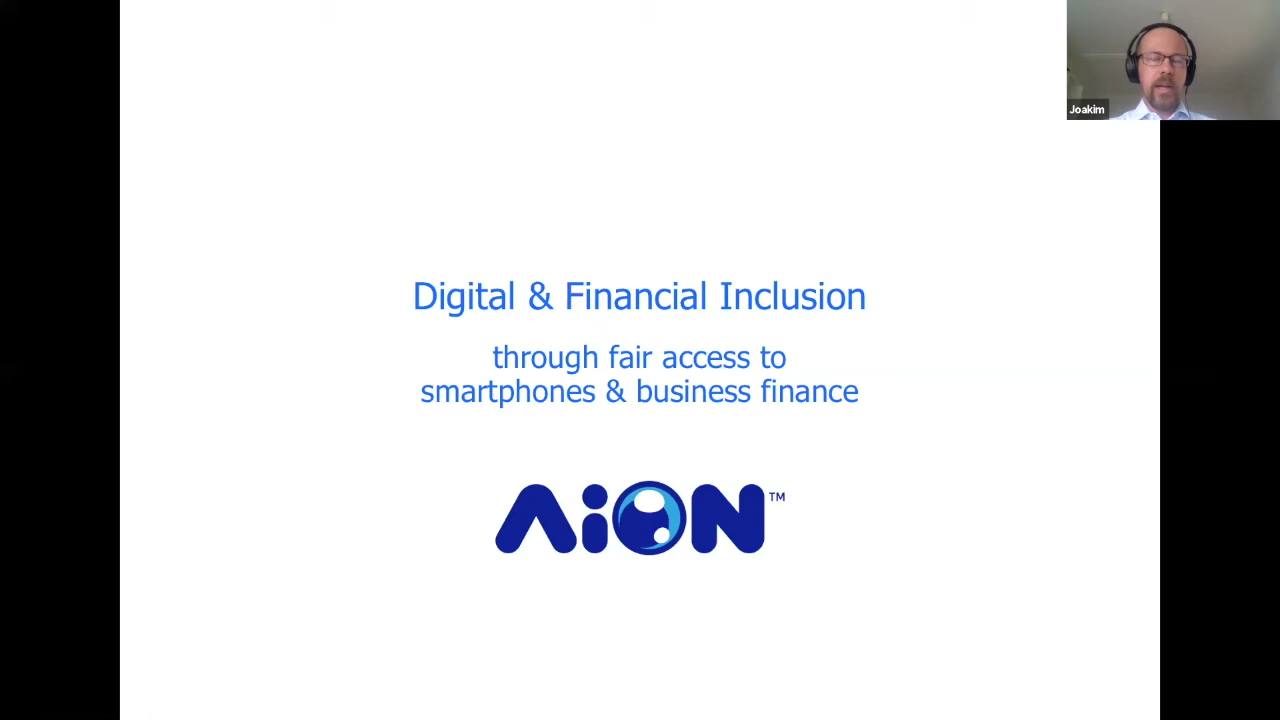 Joakim
Digital & Financial Inclusion
through fair access to
smartphones & business finance
AiON™